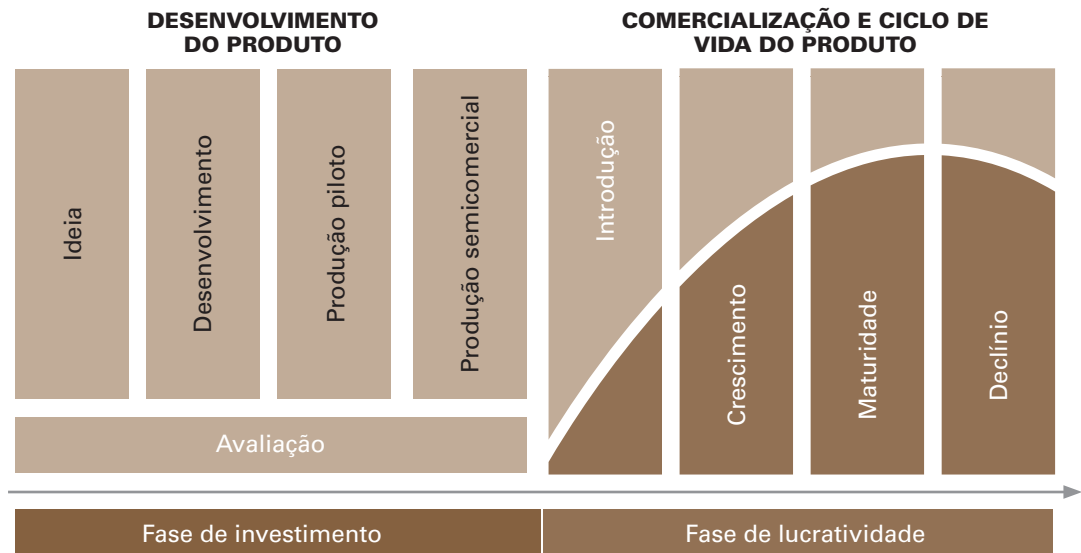 DESENVOLVIMENTO
DO PRODUTO
COMERCIALIZAÇÃO E CICLO DE
VIDA DO PRODUTO
Ideia
Desenvolvimento
Produção piloto
Produção semicomercial
Introdução
Crescimento
Maturidade
Declínio
Avaliação
Fase de investimento
Fase de lucratividade